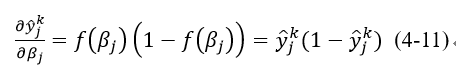 ∂ŷ_j^k/∂β_j = f(β_j)(1 − f(β_j)) = ŷ_j^k(1 − ŷ_j^k) (4-11)